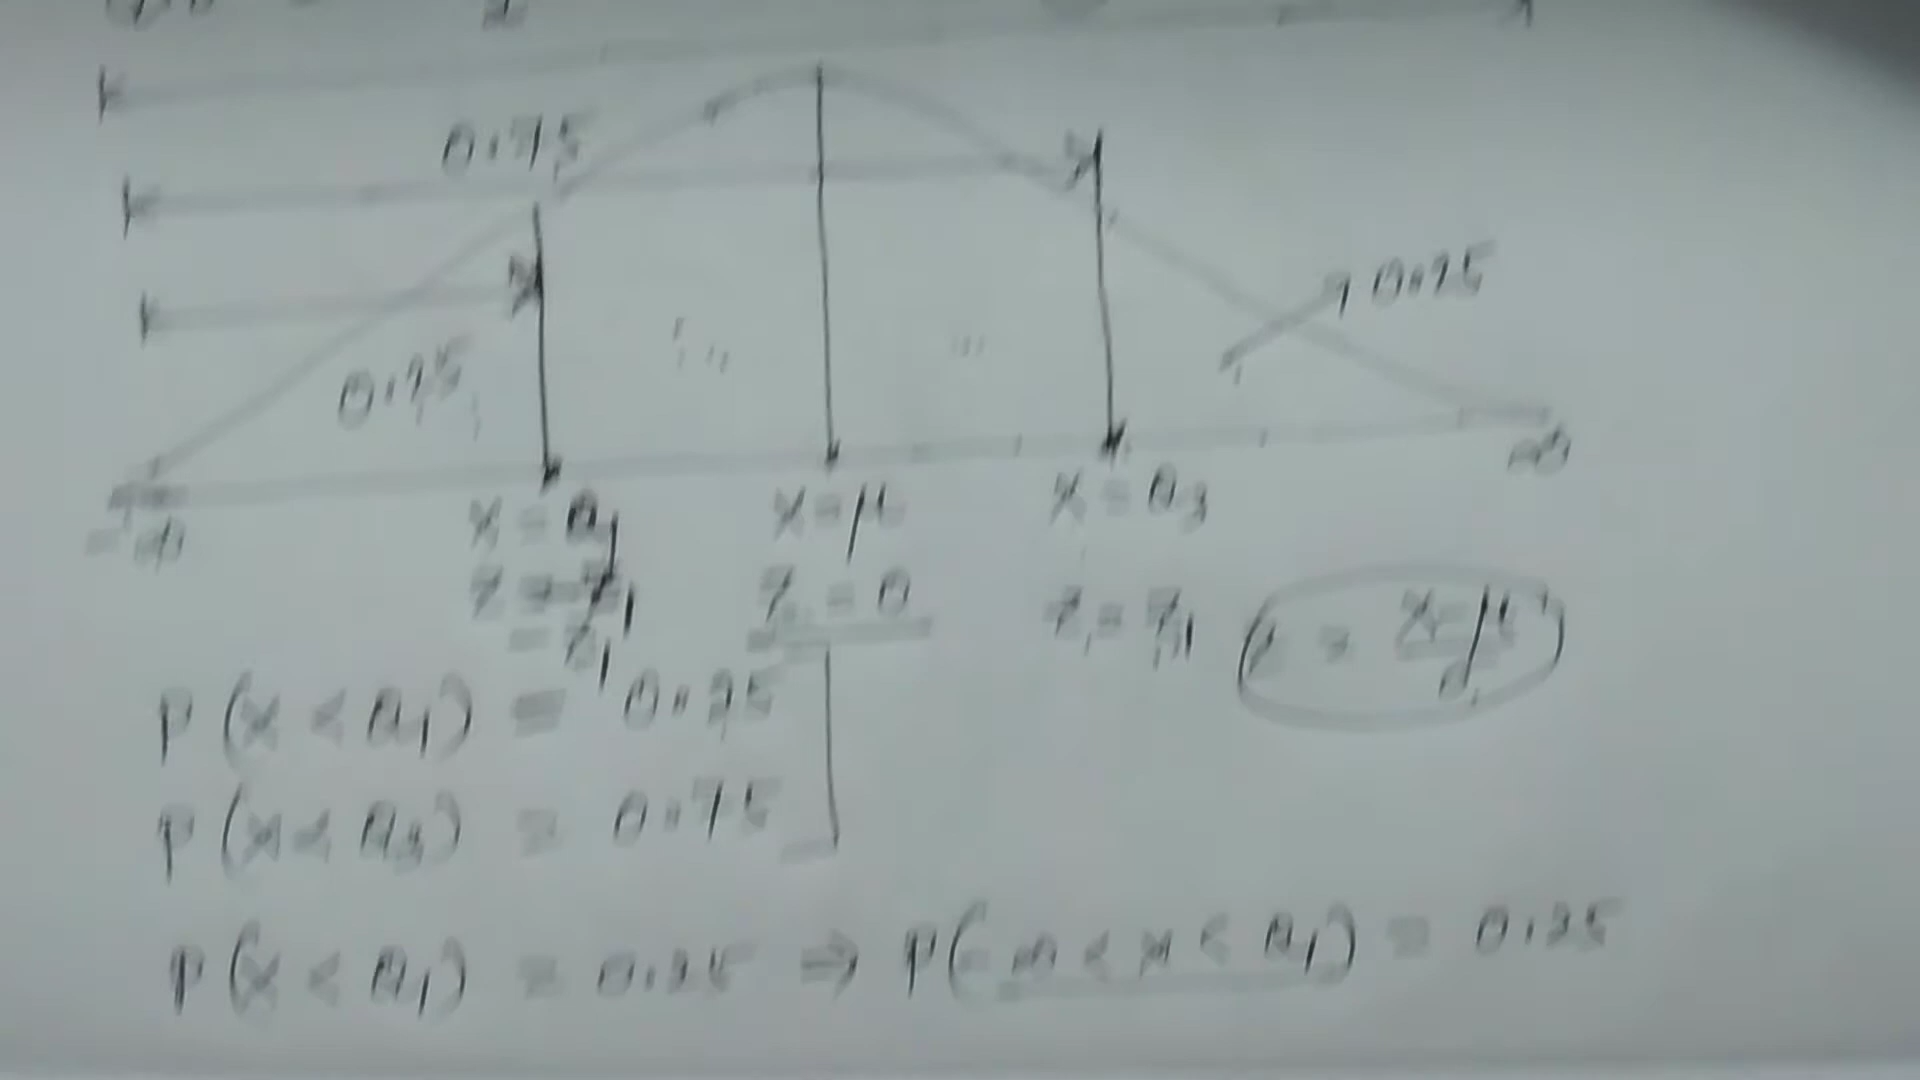 0.75
0.25
0.25
-∞
∞
x = Q₁
x = μ
x = Q₃
z = -z₁
= z₁
z = 0
z = z₁
z = x-μ/σ
P(x < Q₁) = 0.25
P(x < Q₃) = 0.75
P(x < Q₁) = 0.25 ⇒ P(-∞ < x < Q₁) = 0.25